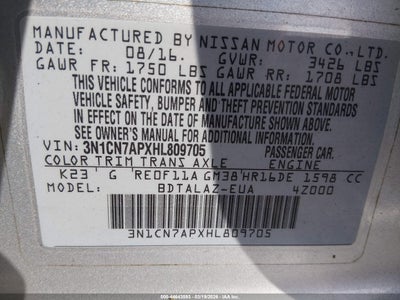 MANUFACTURED BY NISSAN MOTOR CO.,LTD.
DATE 08/16. GVWR: 3426 LBS
GAWR FR: 1750 LBS GAWR RR: 1708 LBS
THIS VEHICLE CONFORMS TO ALL APPLICABLE FEDERAL MOTOR
VEHICLE SAFETY, BUMPER AND THEFT PREVENTION STANDARDS
IN EFFECT ON THE DATE OF MANUFACTURE SHOWN ABOVE.
SEE OWNER'S MANUAL FOR ADDITIONAL INFORMATION.
VIN: 3N1CN7APXHL809705 PASSENGER CAR
COLOR TRIM TRANS AXLE ENGINE
K23 G RE0F11A GM38 HR16DE 1598 CC
MODEL: BDTALAZ-EUA 4Z000
3N1CN7APXHL809705